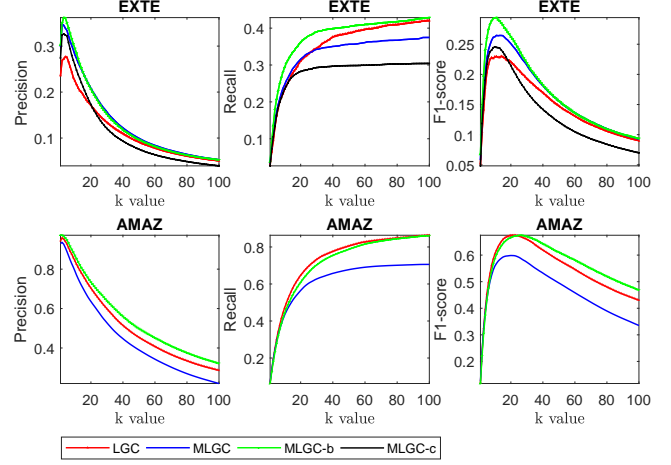 EXTE
EXTE
EXTE
Precision
0.3
0.2
0.1
20 40 60 80 100
k value
Recall
0.4
0.3
0.2
0.1
20 40 60 80 100
k value
F1-score
0.25
0.2
0.15
0.1
0.05
20 40 60 80 100
k value
AMAZ
AMAZ
AMAZ
Precision
0.8
0.6
0.4
20 40 60 80 100
k value
Recall
0.8
0.6
0.4
0.2
20 40 60 80 100
k value
F1-score
0.6
0.5
0.4
0.3
0.2
20 40 60 80 100
k value
LGC MLGC MLGC-b MLGC-c